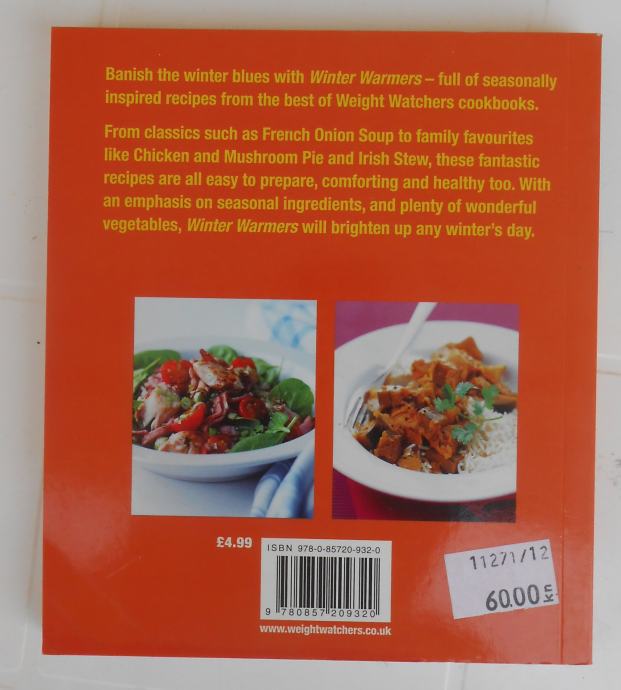 Banish the winter blues with Winter Warmers – full of seasonally
inspired recipes from the best of Weight Watchers cookbooks.
From classics such as French Onion Soup to family favourites
like Chicken and Mushroom Pie and Irish Stew, these fantastic
recipes are all easy to prepare, comforting and healthy too. With
an emphasis on seasonal ingredients, and plenty of wonderful
vegetables, Winter Warmers will brighten up any winter's day.
£4.99
ISBN 978-0-85720-932-0
9 780857 209320
www.weightwatchers.co.uk
11271/12
60.00 kn